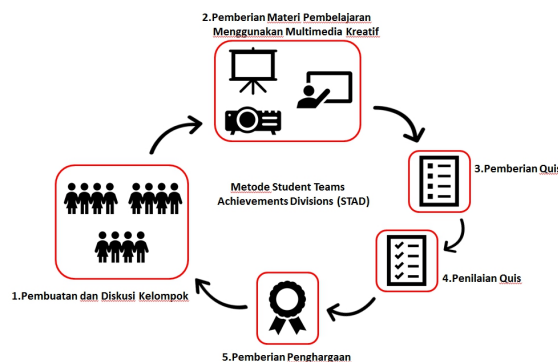 2.Pemberian Materi Pembelajaran
Menggunakan Multimedia Kreatif
3.Pemberian Quis
Metode Student Teams
Achievements Divisions (STAD)
4.Penilaian Quis
1.Pembuatan dan Diskusi Kelompok
5.Pemberian Penghargaan